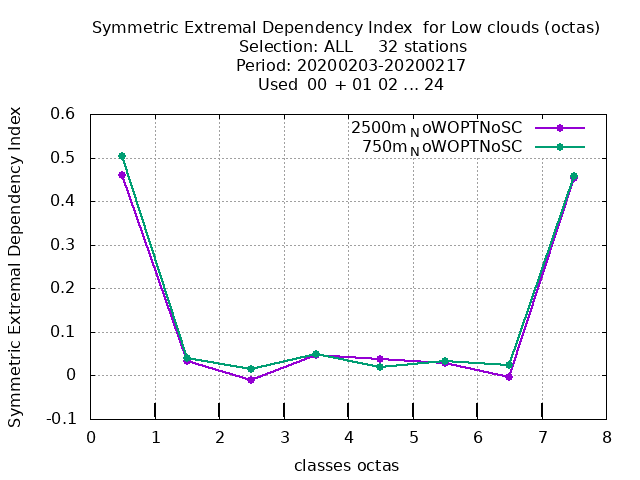 Symmetric Extremal Dependency Index  for Low clouds (octas)
Selection: ALL     32 stations
Period: 20200203-20200217
Used  00 + 01 02 ... 24
Symmetric Extremal Dependency Index
0.6
0.5
0.4
0.3
0.2
0.1
0
-0.1
2500m_NoWOPTNoSC
750m_NoWOPTNoSC
0 1 2 3 4 5 6 7 8
classes octas